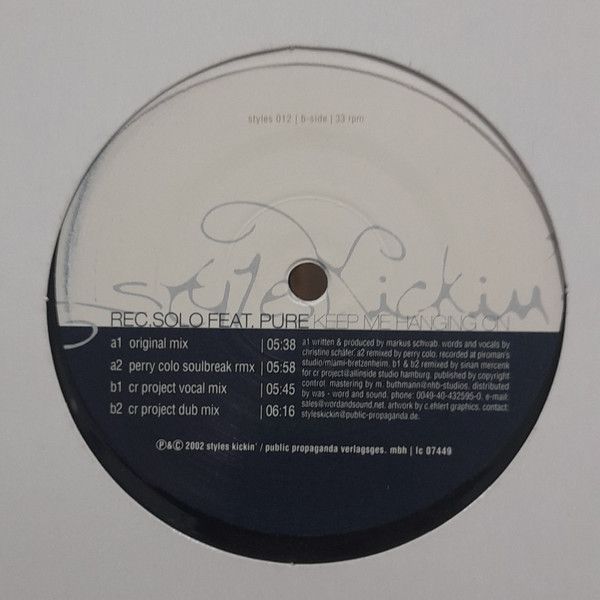 styles 012 | b-side | 33 rpm
style Kickin'
REC.SOLO FEAT. PURE KEEP ME HANGING ON
a1 original mix | 05:38
a2 perry colo soulbreak rmx | 05:58
b1 cr project vocal mix | 05:45
b2 cr project dub mix | 06:16
a1 written & produced by markus schwab. words and vocals by
christine schäfer. a2 remixed by perry colo. recorded at piroman's
studio/miami-bretzenheim. b1 & b2 remixed by sinan mercenk
for cr project@allinside studio hamburg. published by copyright
control. mastering by m. buthmann@nhb-studios. distributed
by was - word and sound. phone: 0049-40-432595-0. e-mail:
sales@wordandsound.net. artwork by c.ehlert graphics. contact:
styleskickin@public-propaganda.de.
℗&© 2002 styles kickin' / public propaganda verlagsges. mbh | lc 07449